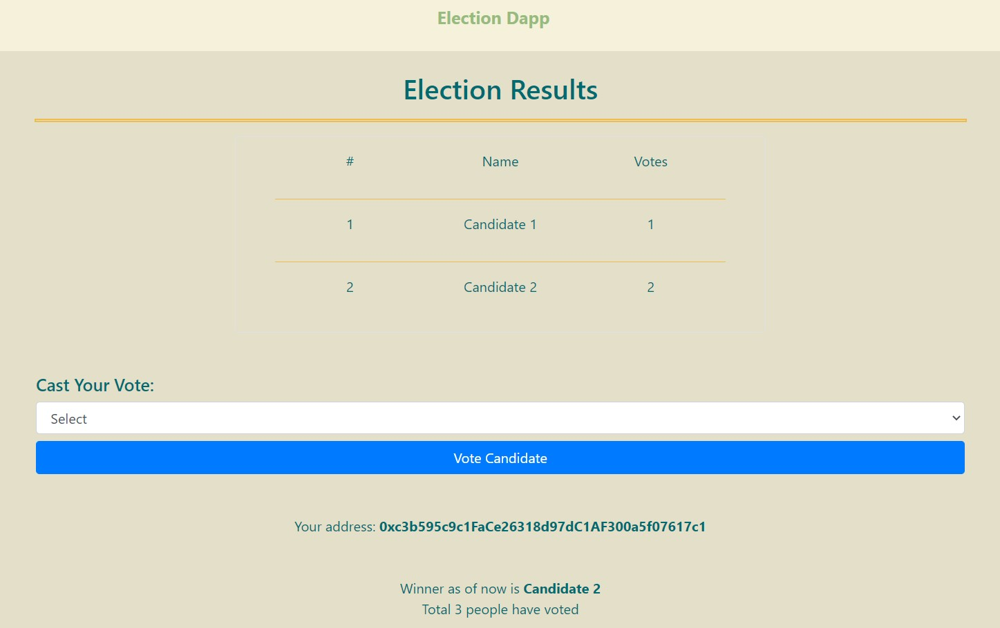 Election Dapp
Election Results
# Name Votes
1 Candidate 1 1
2 Candidate 2 2
Cast Your Vote:
Select
Vote Candidate
Your address: 0xc3b595c9c1FaCe26318d97dC1AF300a5f07617c1
Winner as of now is Candidate 2
Total 3 people have voted